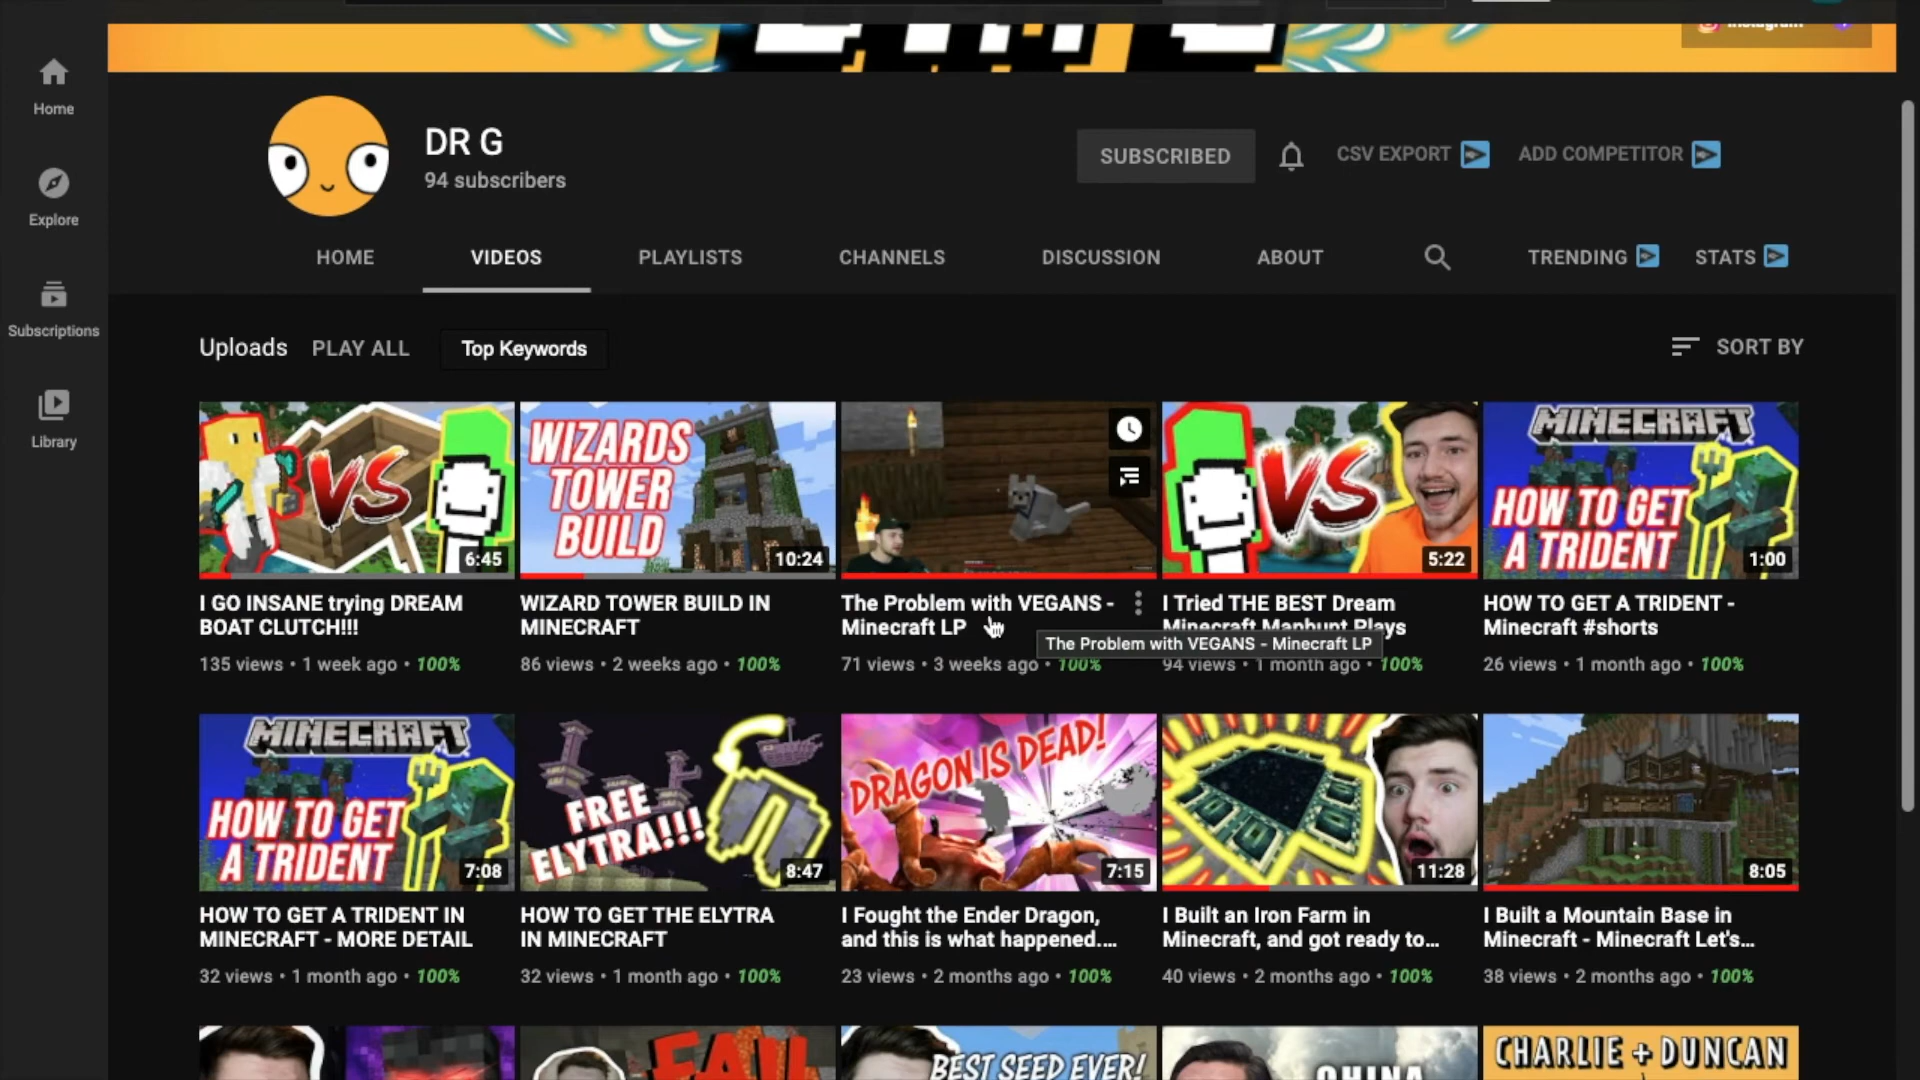 Instagram
Home
Explore
Subscriptions
Library
DR G
94 subscribers
SUBSCRIBED
CSV EXPORT
ADD COMPETITOR
HOME
VIDEOS
PLAYLISTS
CHANNELS
DISCUSSION
ABOUT
TRENDING
STATS
Uploads
PLAY ALL
Top Keywords
SORT BY
VS
6:45
I GO INSANE trying DREAM
BOAT CLUTCH!!!
135 views • 1 week ago • 100%
WIZARDS
TOWER
BUILD
10:24
WIZARD TOWER BUILD IN
MINECRAFT
86 views • 2 weeks ago • 100%
The Problem with VEGANS -
Minecraft LP
71 views • 3 weeks ago • 100%
The Problem with VEGANS - Minecraft LP
VS
5:22
I Tried THE BEST Dream
Minecraft Manhunt Plays
94 views • 1 month ago • 100%
MINECRAFT
HOW TO GET
A TRIDENT
1:00
HOW TO GET A TRIDENT -
Minecraft #shorts
26 views • 1 month ago • 100%
MINECRAFT
HOW TO GET
A TRIDENT
7:08
HOW TO GET A TRIDENT IN
MINECRAFT - MORE DETAIL
32 views • 1 month ago • 100%
FREE
ELYTRA!!!
8:47
HOW TO GET THE ELYTRA
IN MINECRAFT
32 views • 1 month ago • 100%
DRAGON IS DEAD!
7:15
I Fought the Ender Dragon,
and this is what happened....
23 views • 2 months ago • 100%
11:28
I Built an Iron Farm in
Minecraft, and got ready to...
40 views • 2 months ago • 100%
8:05
I Built a Mountain Base in
Minecraft - Minecraft Let's...
38 views • 2 months ago • 100%
FAIL
BEST SEED EVER!
CHINA
CHARLIE + DUNCAN